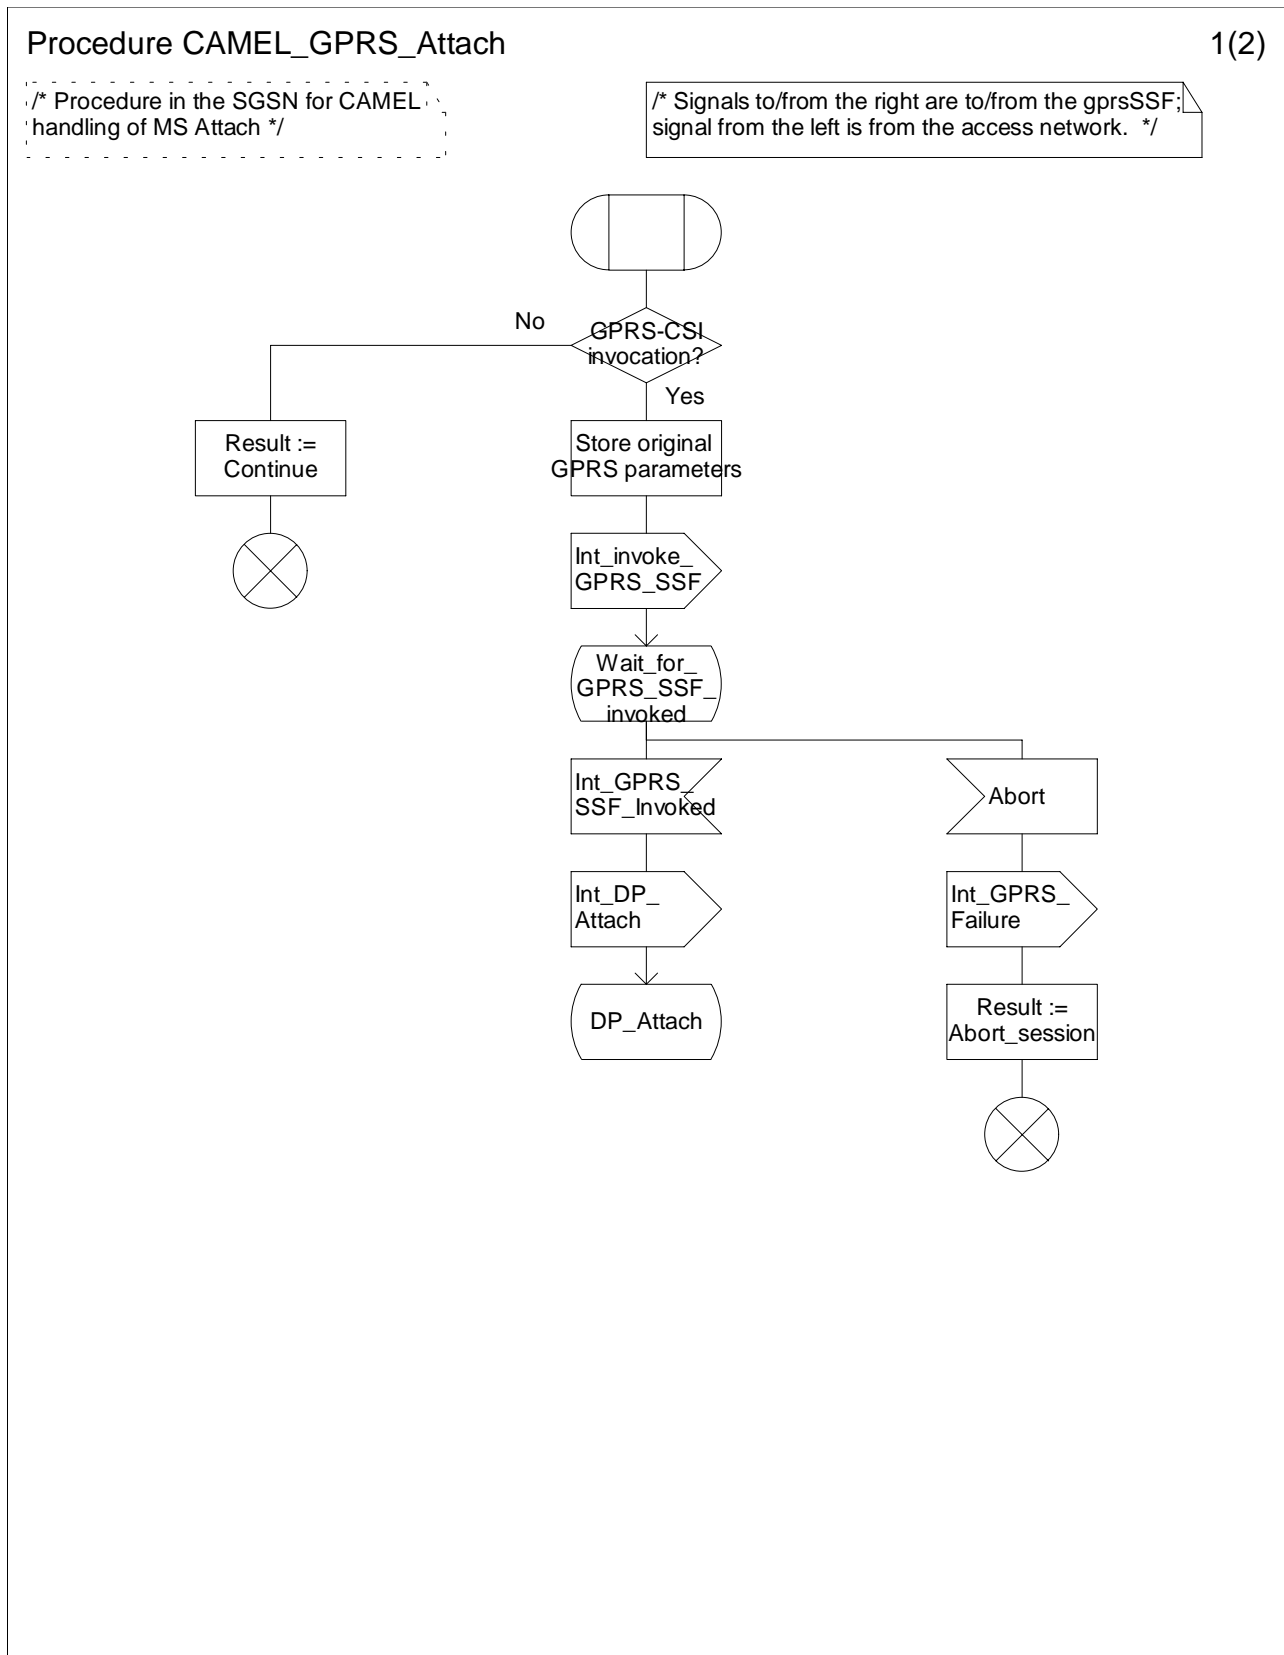 Procedure CAMEL_GPRS_Attach
1(2)
/* Procedure in the SGSN for CAMEL
handling of MS Attach */
/* Signals to/from the right are to/from the gprsSSF;
signal from the left is from the access network.  */
GPRS-CSI
invocation?
No
Yes
Result :=
Continue
Store original
GPRS parameters
Int_invoke_
GPRS_SSF
Wait_for_
GPRS_SSF_
invoked
Int_GPRS_
SSF_Invoked
Abort
Int_DP_
Attach
Int_GPRS_
Failure
DP_Attach
Result :=
Abort_session